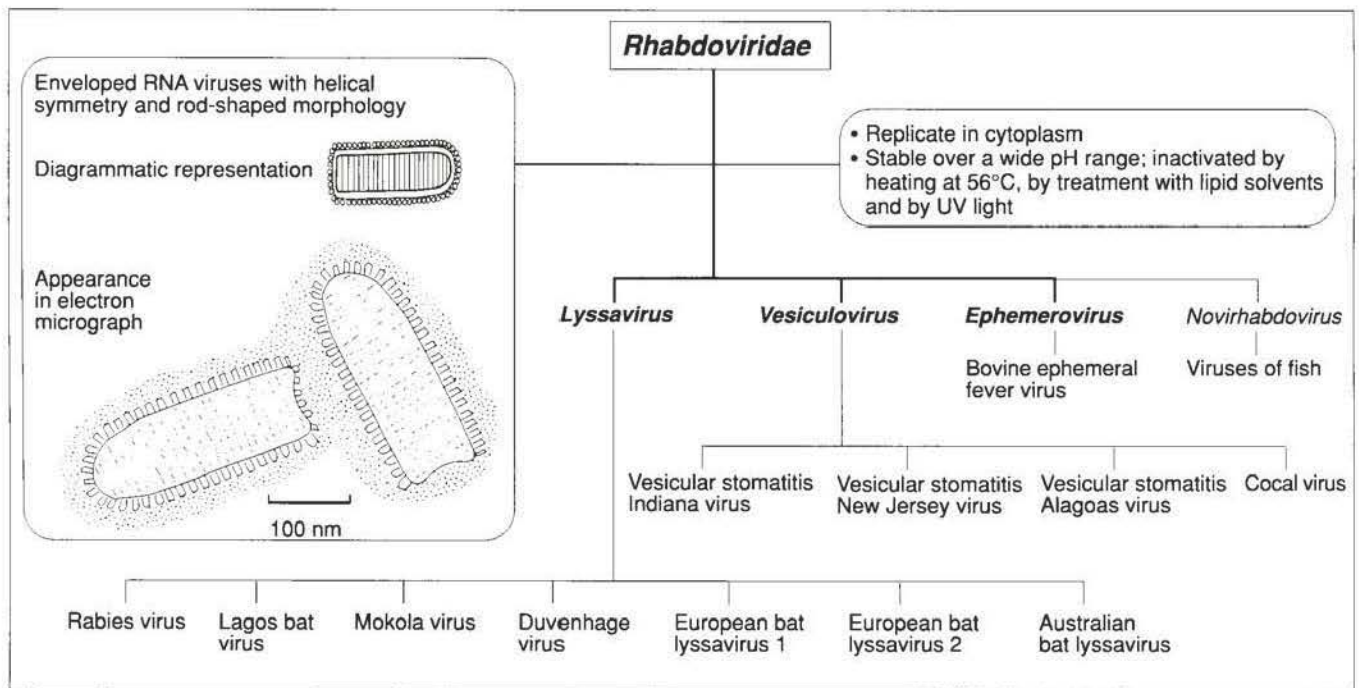 Rhabdoviridae
Enveloped RNA viruses with helical
symmetry and rod-shaped morphology
Diagrammatic representation
Appearance
in electron
micrograph
100 nm
• Replicate in cytoplasm
• Stable over a wide pH range; inactivated by
heating at 56°C, by treatment with lipid solvents
and by UV light
Lyssavirus
Vesiculovirus
Ephemerovirus
Novirhabdovirus
Bovine ephemeral
fever virus
Viruses of fish
Vesicular stomatitis
Indiana virus
Vesicular stomatitis
New Jersey virus
Vesicular stomatitis
Alagoas virus
Cocal virus
Rabies virus
Lagos bat
virus
Mokola virus
Duvenhage
virus
European bat
lyssavirus 1
European bat
lyssavirus 2
Australian
bat lyssavirus